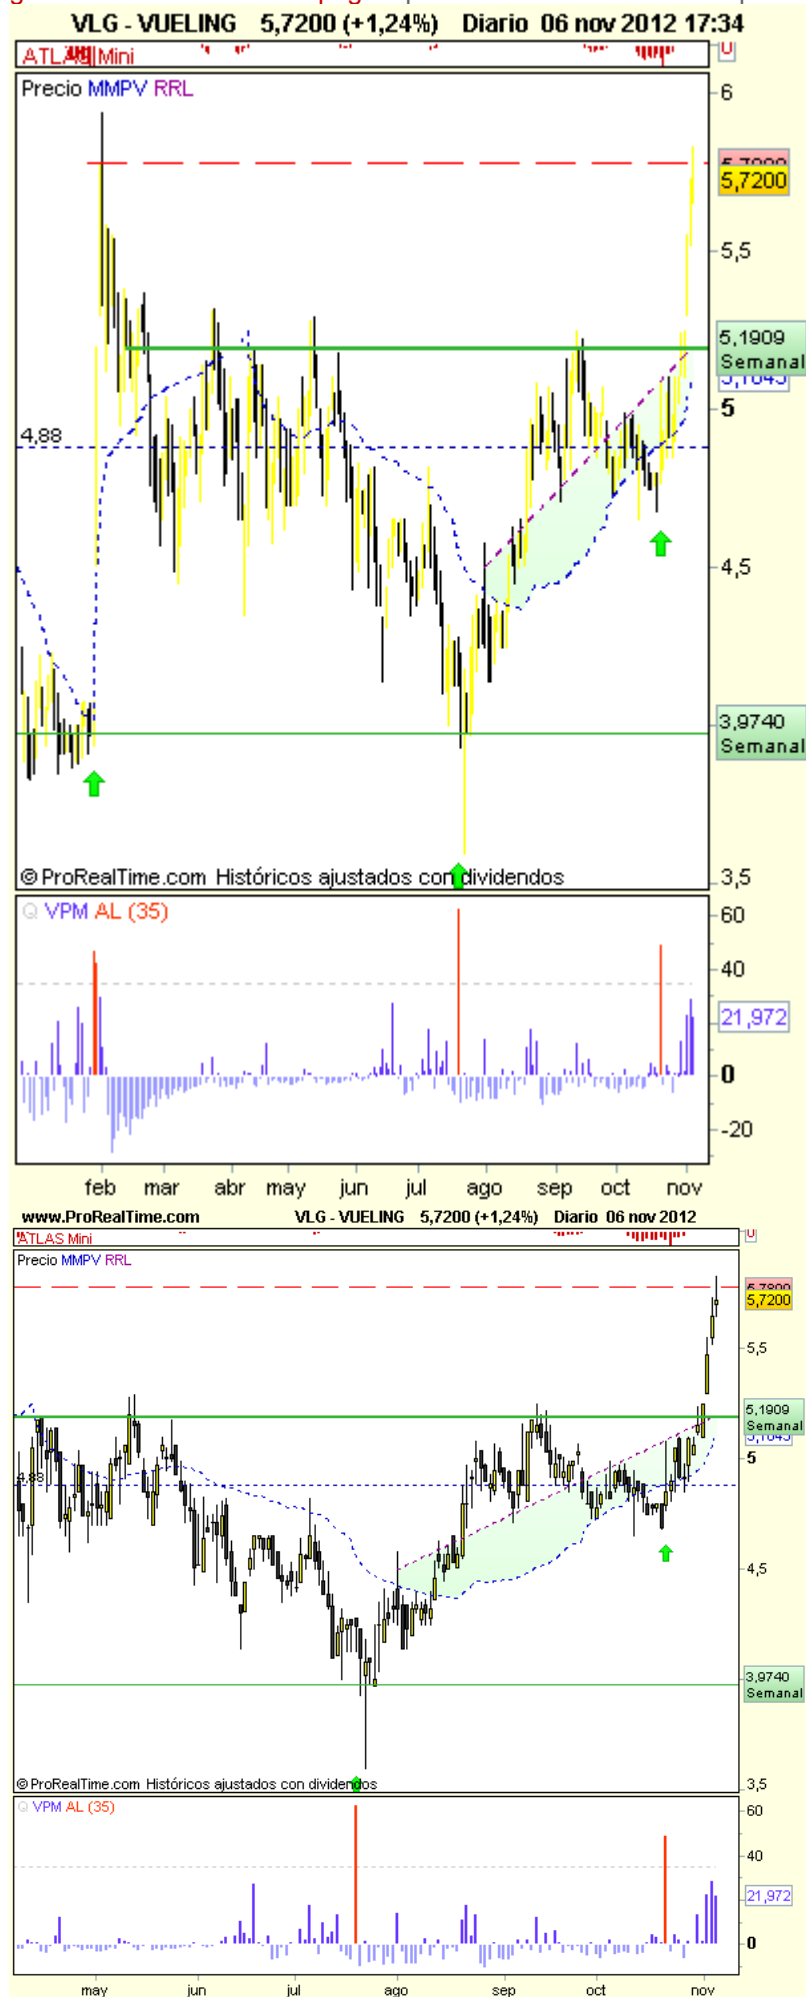 VLG - VUELING 5,7200 (+1,24%) Diario 06 nov 2012 17:34
ATLAS Mini
0
Precio MMPV RRL
6
5,7200
5,5
5,1909
Semanal
5
4,88
4,5
3,9740
Semanal
© ProRealTime.com Históricos ajustados con dividendos
3,5
Q VPM AL (35)
60
40
21,972
0
-20
feb mar abr may jun jul ago sep oct nov
www.ProRealTime.com VLG - VUELING 5,7200 (+1,24%) Diario 06 nov 2012
ATLAS Mini
0
Precio MMPV RRL
5,7800
5,7200
5,5
5,1909
Semanal
5
4,88
4,5
3,9740
Semanal
© ProRealTime.com Históricos ajustados con dividendos
3,5
Q VPM AL (35)
60
40
21,972
0
may jun jul ago sep oct nov